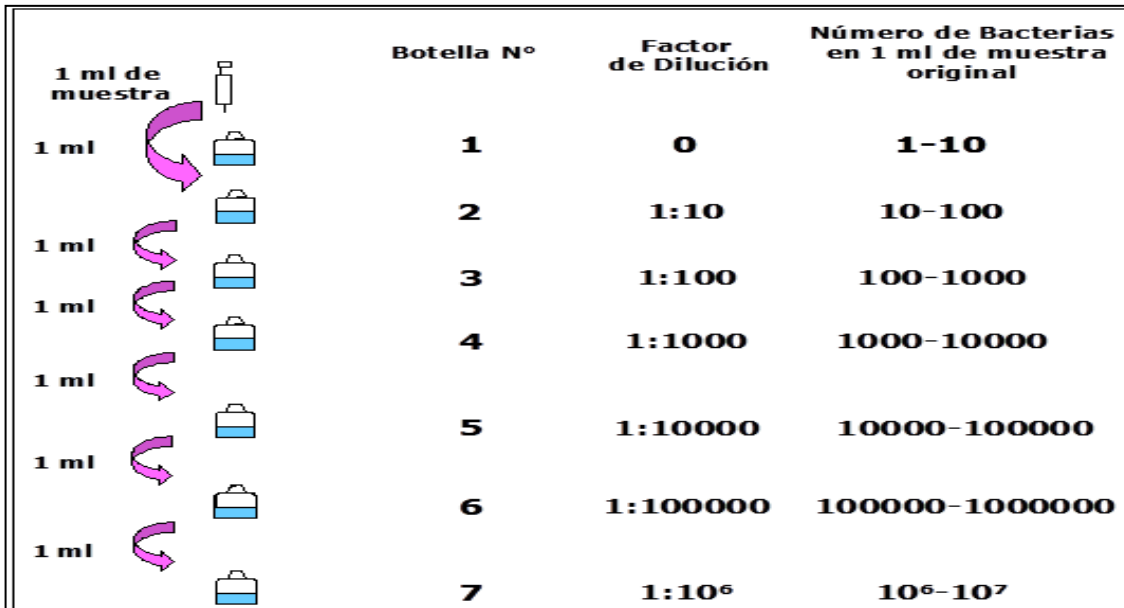 1 ml de
muestra
Botella Nº
Factor
de Dilución
Número de Bacterias
en 1 ml de muestra
original
1 ml
1 0 1-10
2 1:10 10-100
1 ml
3 1:100 100-1000
1 ml
4 1:1000 1000-10000
1 ml
5 1:10000 10000-100000
1 ml
6 1:100000 100000-1000000
1 ml
7 1:10⁶ 10⁶-10⁷